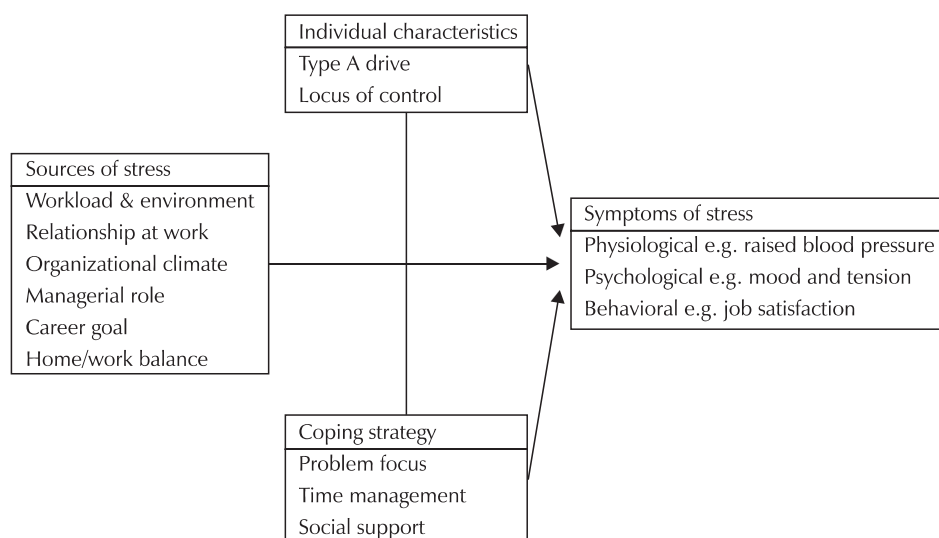 Individual characteristics
Type A drive
Locus of control
Sources of stress
Workload & environment
Relationship at work
Organizational climate
Managerial role
Career goal
Home/work balance
Symptoms of stress
Physiological e.g. raised blood pressure
Psychological e.g. mood and tension
Behavioral e.g. job satisfaction
Coping strategy
Problem focus
Time management
Social support